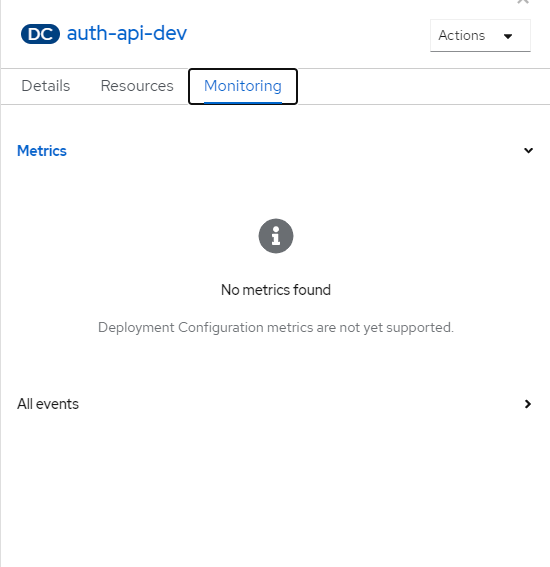 DC auth-api-dev
Actions
Details Resources Monitoring
Metrics
No metrics found
Deployment Configuration metrics are not yet supported.
All events